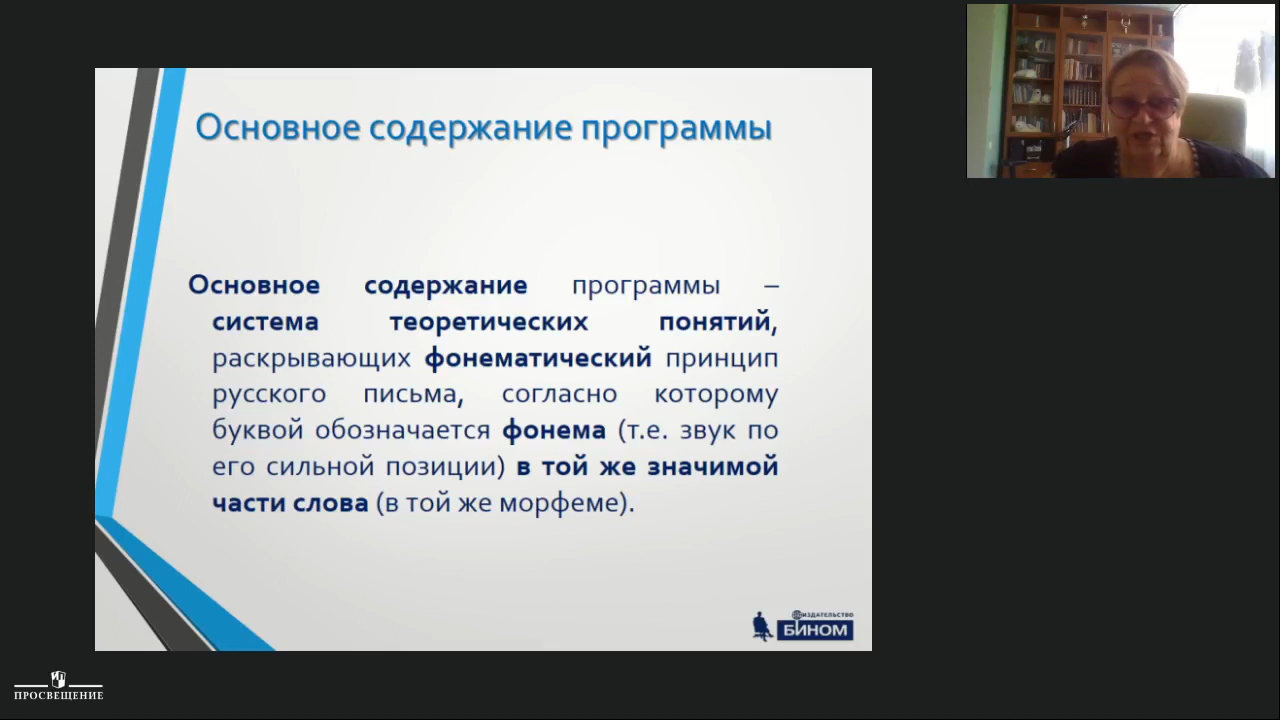 Основное содержание программы
Основное содержание программы –
система теоретических понятий,
раскрывающих фонематический принцип
русского письма, согласно которому
буквой обозначается фонема (т.е. звук по
его сильной позиции) в той же значимой
части слова (в той же морфеме).
ИЗДАТЕЛЬСТВО
БИНОМ
ПРОСВЕЩЕНИЕ